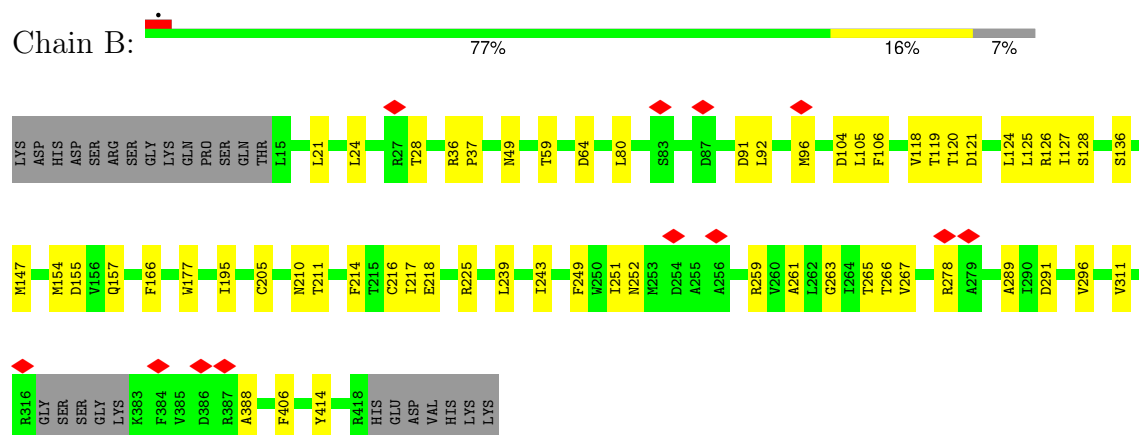 Chain B:
77% 16% 7%
LYS ASP HIS ASP SER ARG SER GLY LYS GLN PRO SER GLN THR L15 L21 L24 R27 T28 R36 P37 N49 T59 D64 L80 S83 D87 D91 L92 M96 D104 L105 F106 V118 T119 T120 D121 L124 L125 R126 I127 S128 S136
M147 M154 D155 V156 Q157 F166 W177 I195 C205 N210 T211 F214 T215 C216 I217 E218 R225 L239 I243 F249 W250 I251 N252 M253 D254 A255 A256 R259 V260 A261 L262 G263 I264 T265 T266 V267 R278 A279 A289 I290 D291 V296 V311
R316 GLY SER SER GLY LYS K383 F384 V385 D386 R387 A388 F406 Y414 R418 HIS GLU ASP VAL HIS LYS LYS